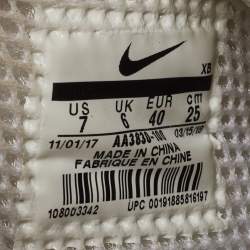 XB
US UK EUR cm
7 6 40 25
11/01/17 AA3830-100 03/15/18
MADE IN CHINA
FABRIQUE EN CHINE
108003342 UPC 00191885816197